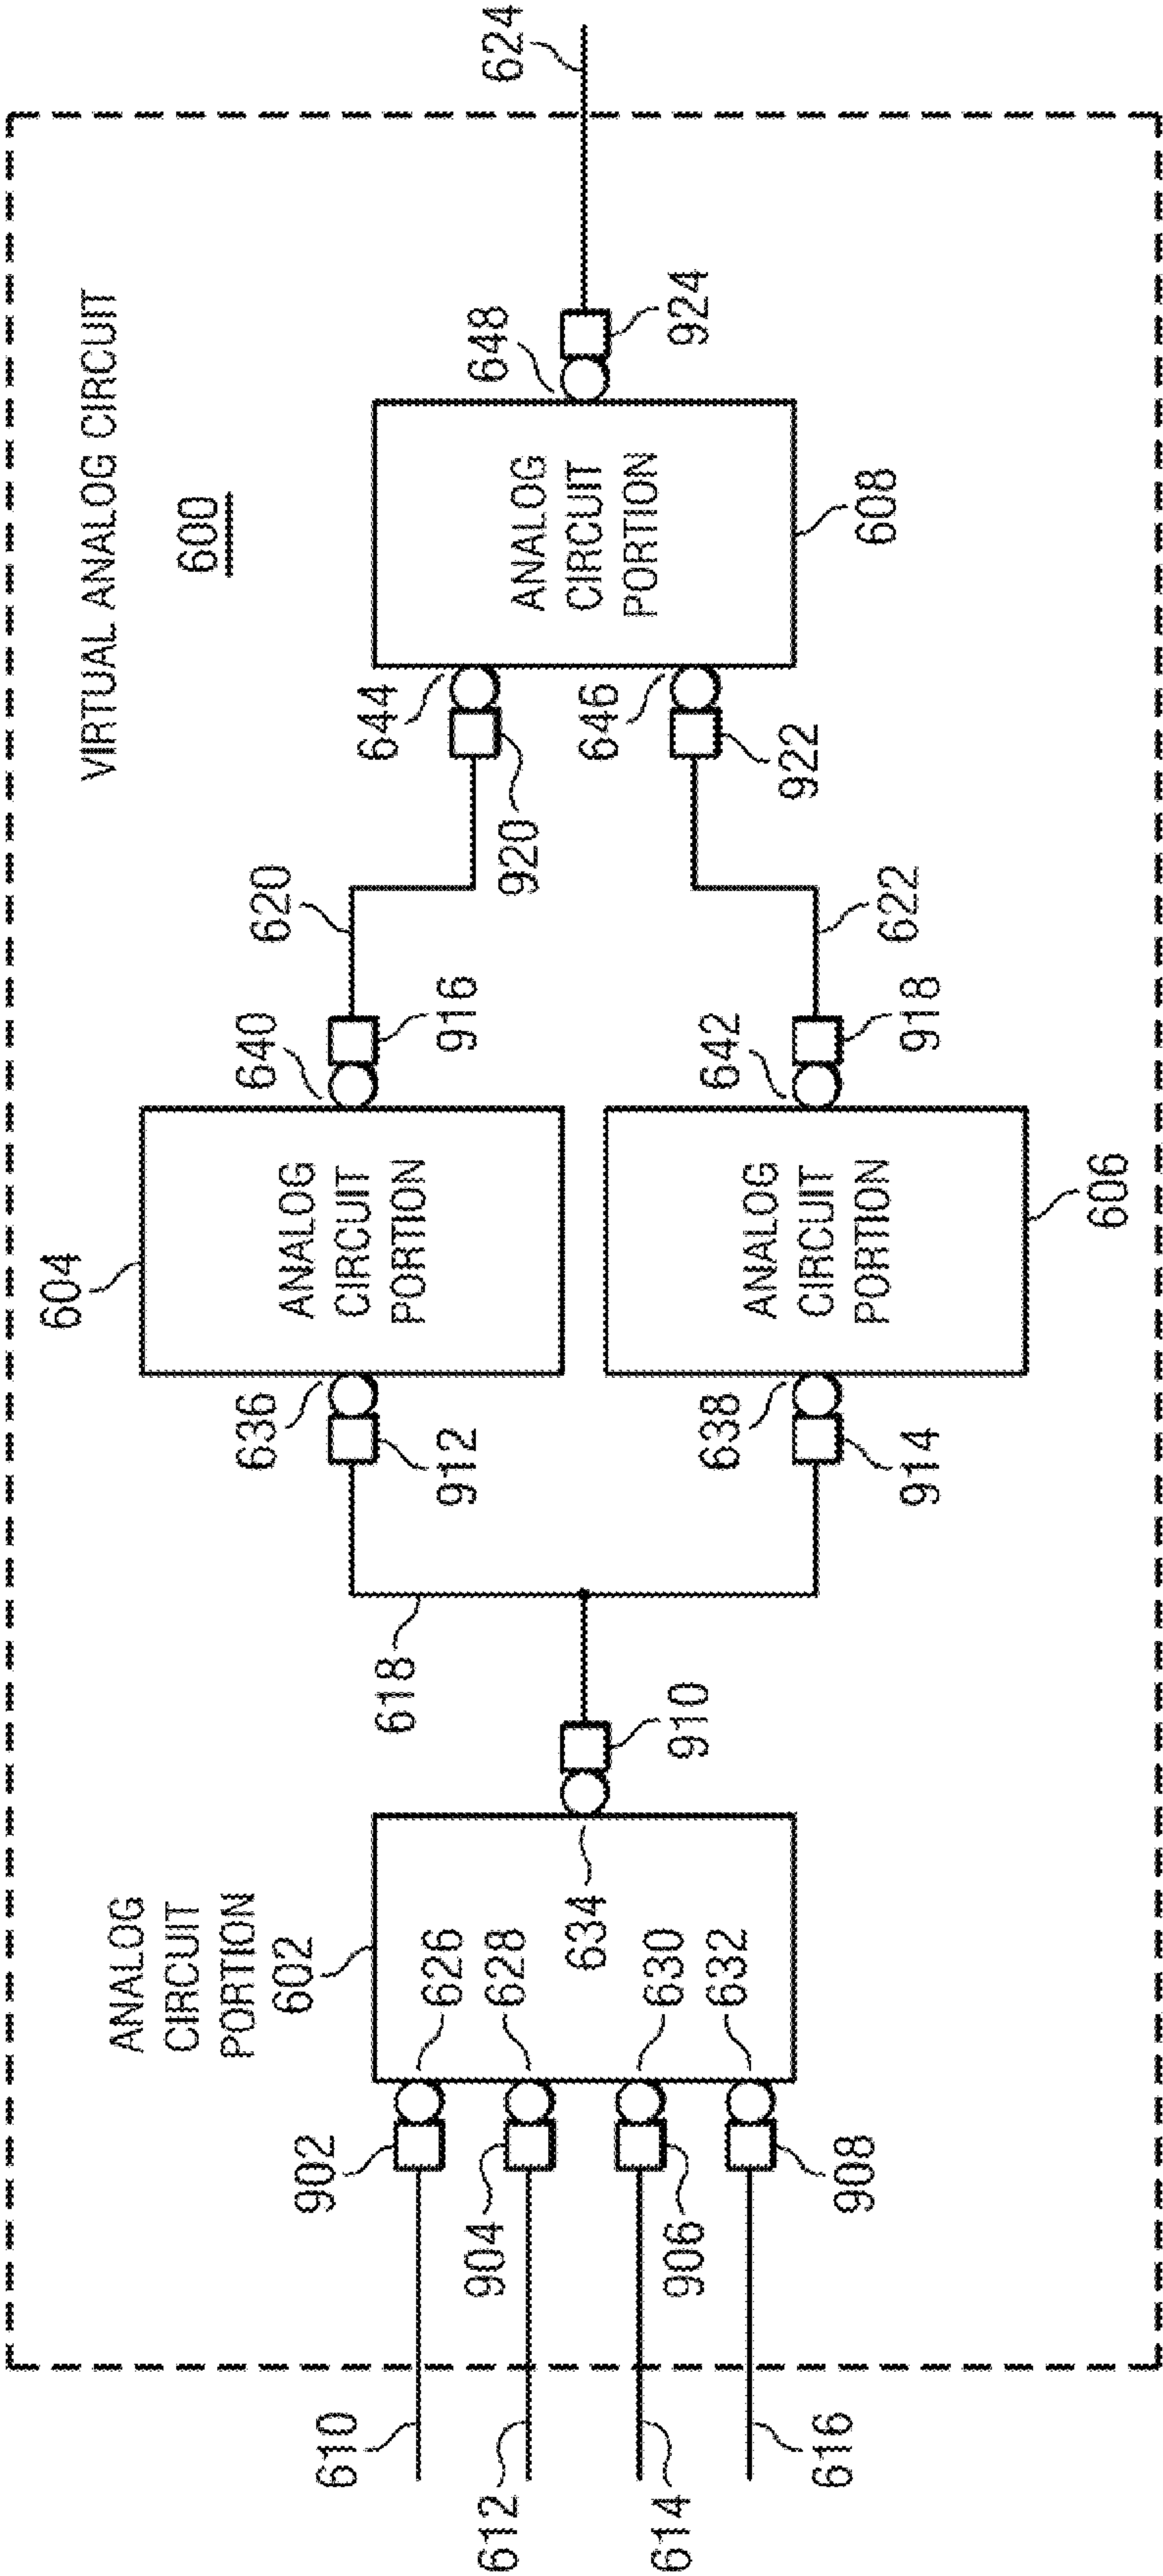 VIRTUAL ANALOG CIRCUIT
600
ANALOG
CIRCUIT
PORTION
602
610
612
614
616
902
904
906
908
626
628
630
632
634
910
618
604
636
912
ANALOG
CIRCUIT
PORTION
640
916
620
638
914
ANALOG
CIRCUIT
PORTION
606
642
918
622
644
920
646
922
ANALOG
CIRCUIT
PORTION
608
648
924
624